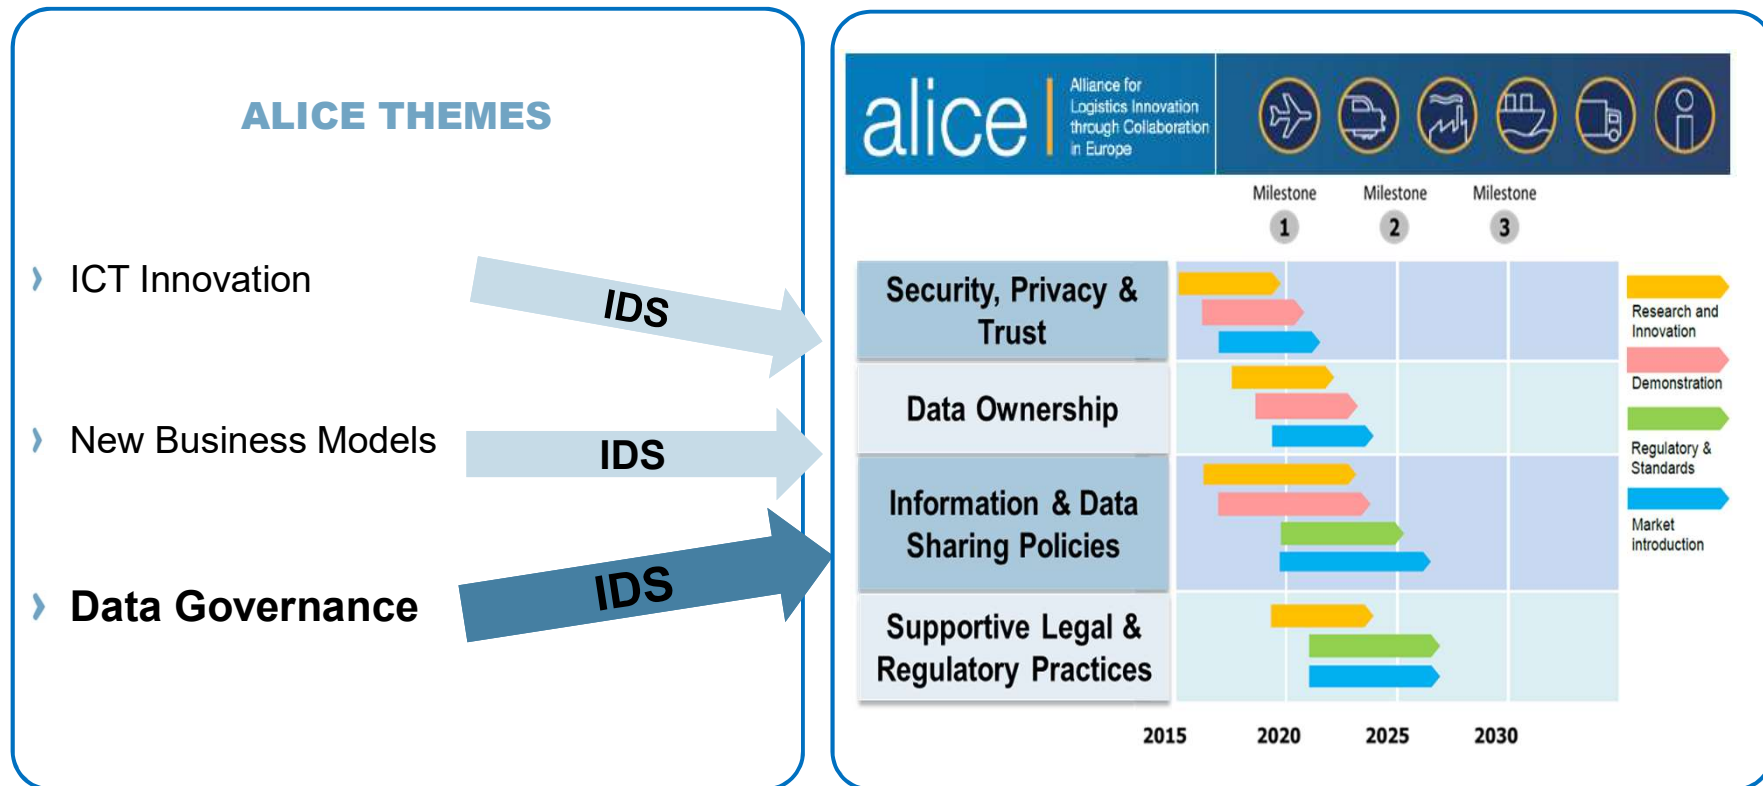 ALICE THEMES
ICT Innovation
IDS
New Business Models
IDS
Data Governance
IDS
alice
Alliance for
Logistics Innovation
through Collaboration
in Europe
Milestone
1
Milestone
2
Milestone
3
Security, Privacy &
Trust
Data Ownership
Information & Data
Sharing Policies
Supportive Legal &
Regulatory Practices
2015
2020
2025
2030
Research and
Innovation
Demonstration
Regulatory &
Standards
Market
introduction